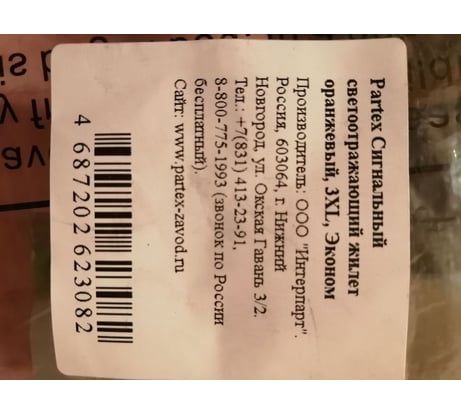 Partex Сигнальный
светоотражающий жилет
оранжевый, 3XL, Эконом
Производитель: ООО "Интерпарт".
Россия, 603064, г. Нижний
Новгород, ул. Окская Гавань 3/2.
Тел.: +7(831) 413-23-91,
8-800-775-1993 (звонок по России
бесплатный).
Сайт: www.partex-zavod.ru
4 687202 623082